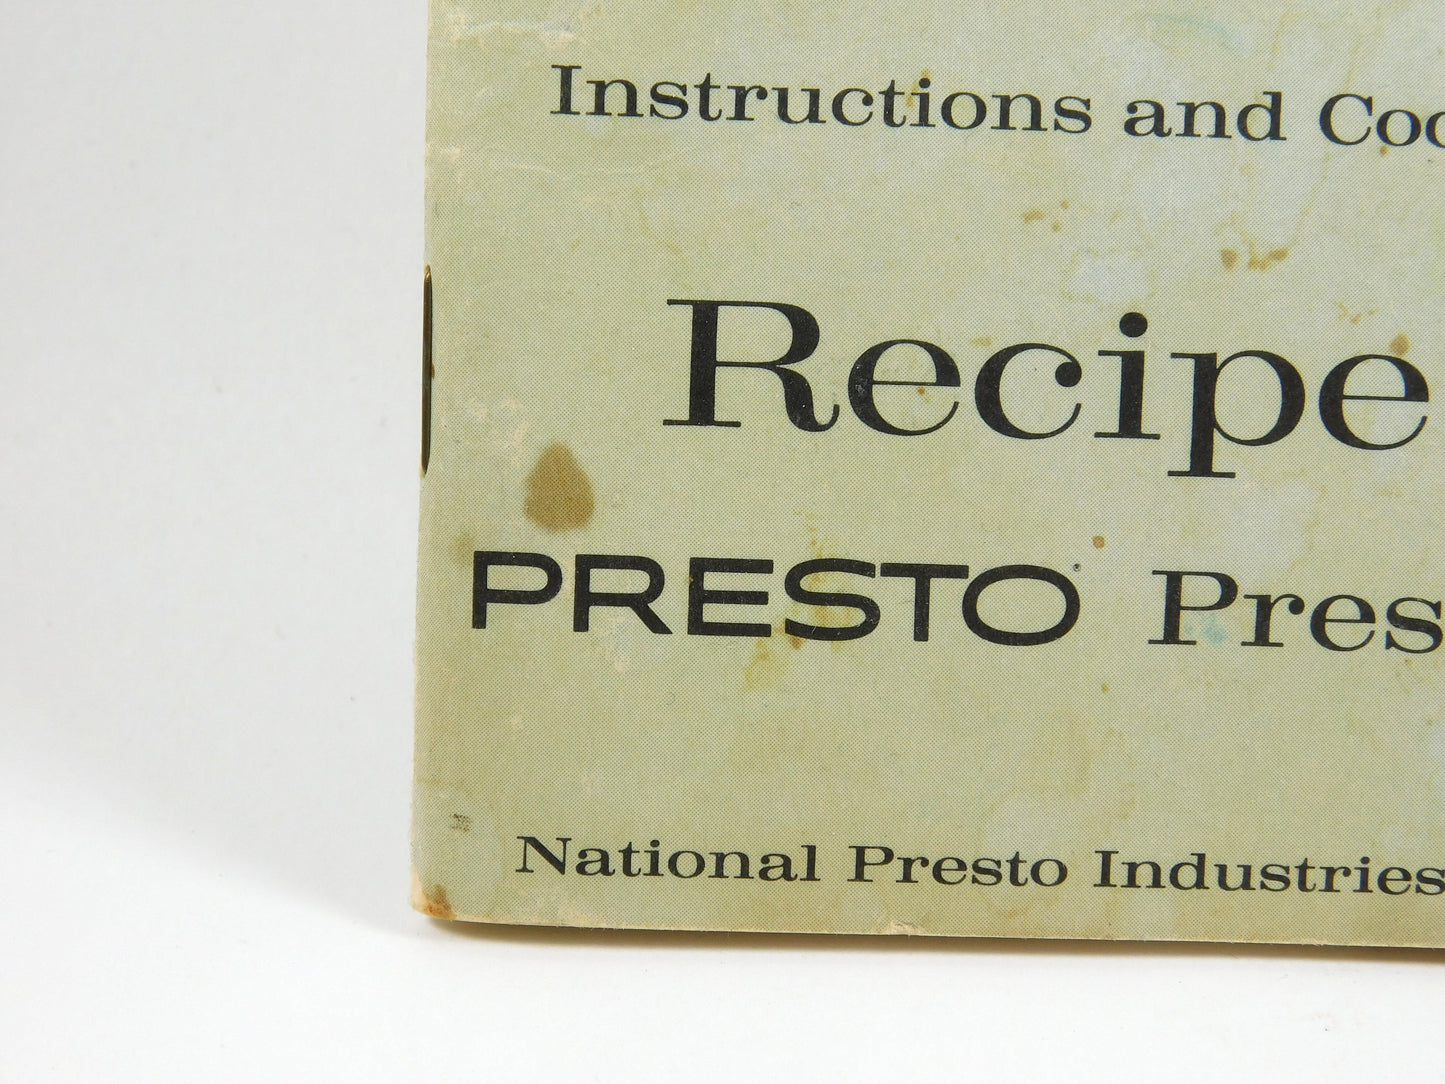 Instructions and Coo
Recipe
PRESTO® Pres
National Presto Industries